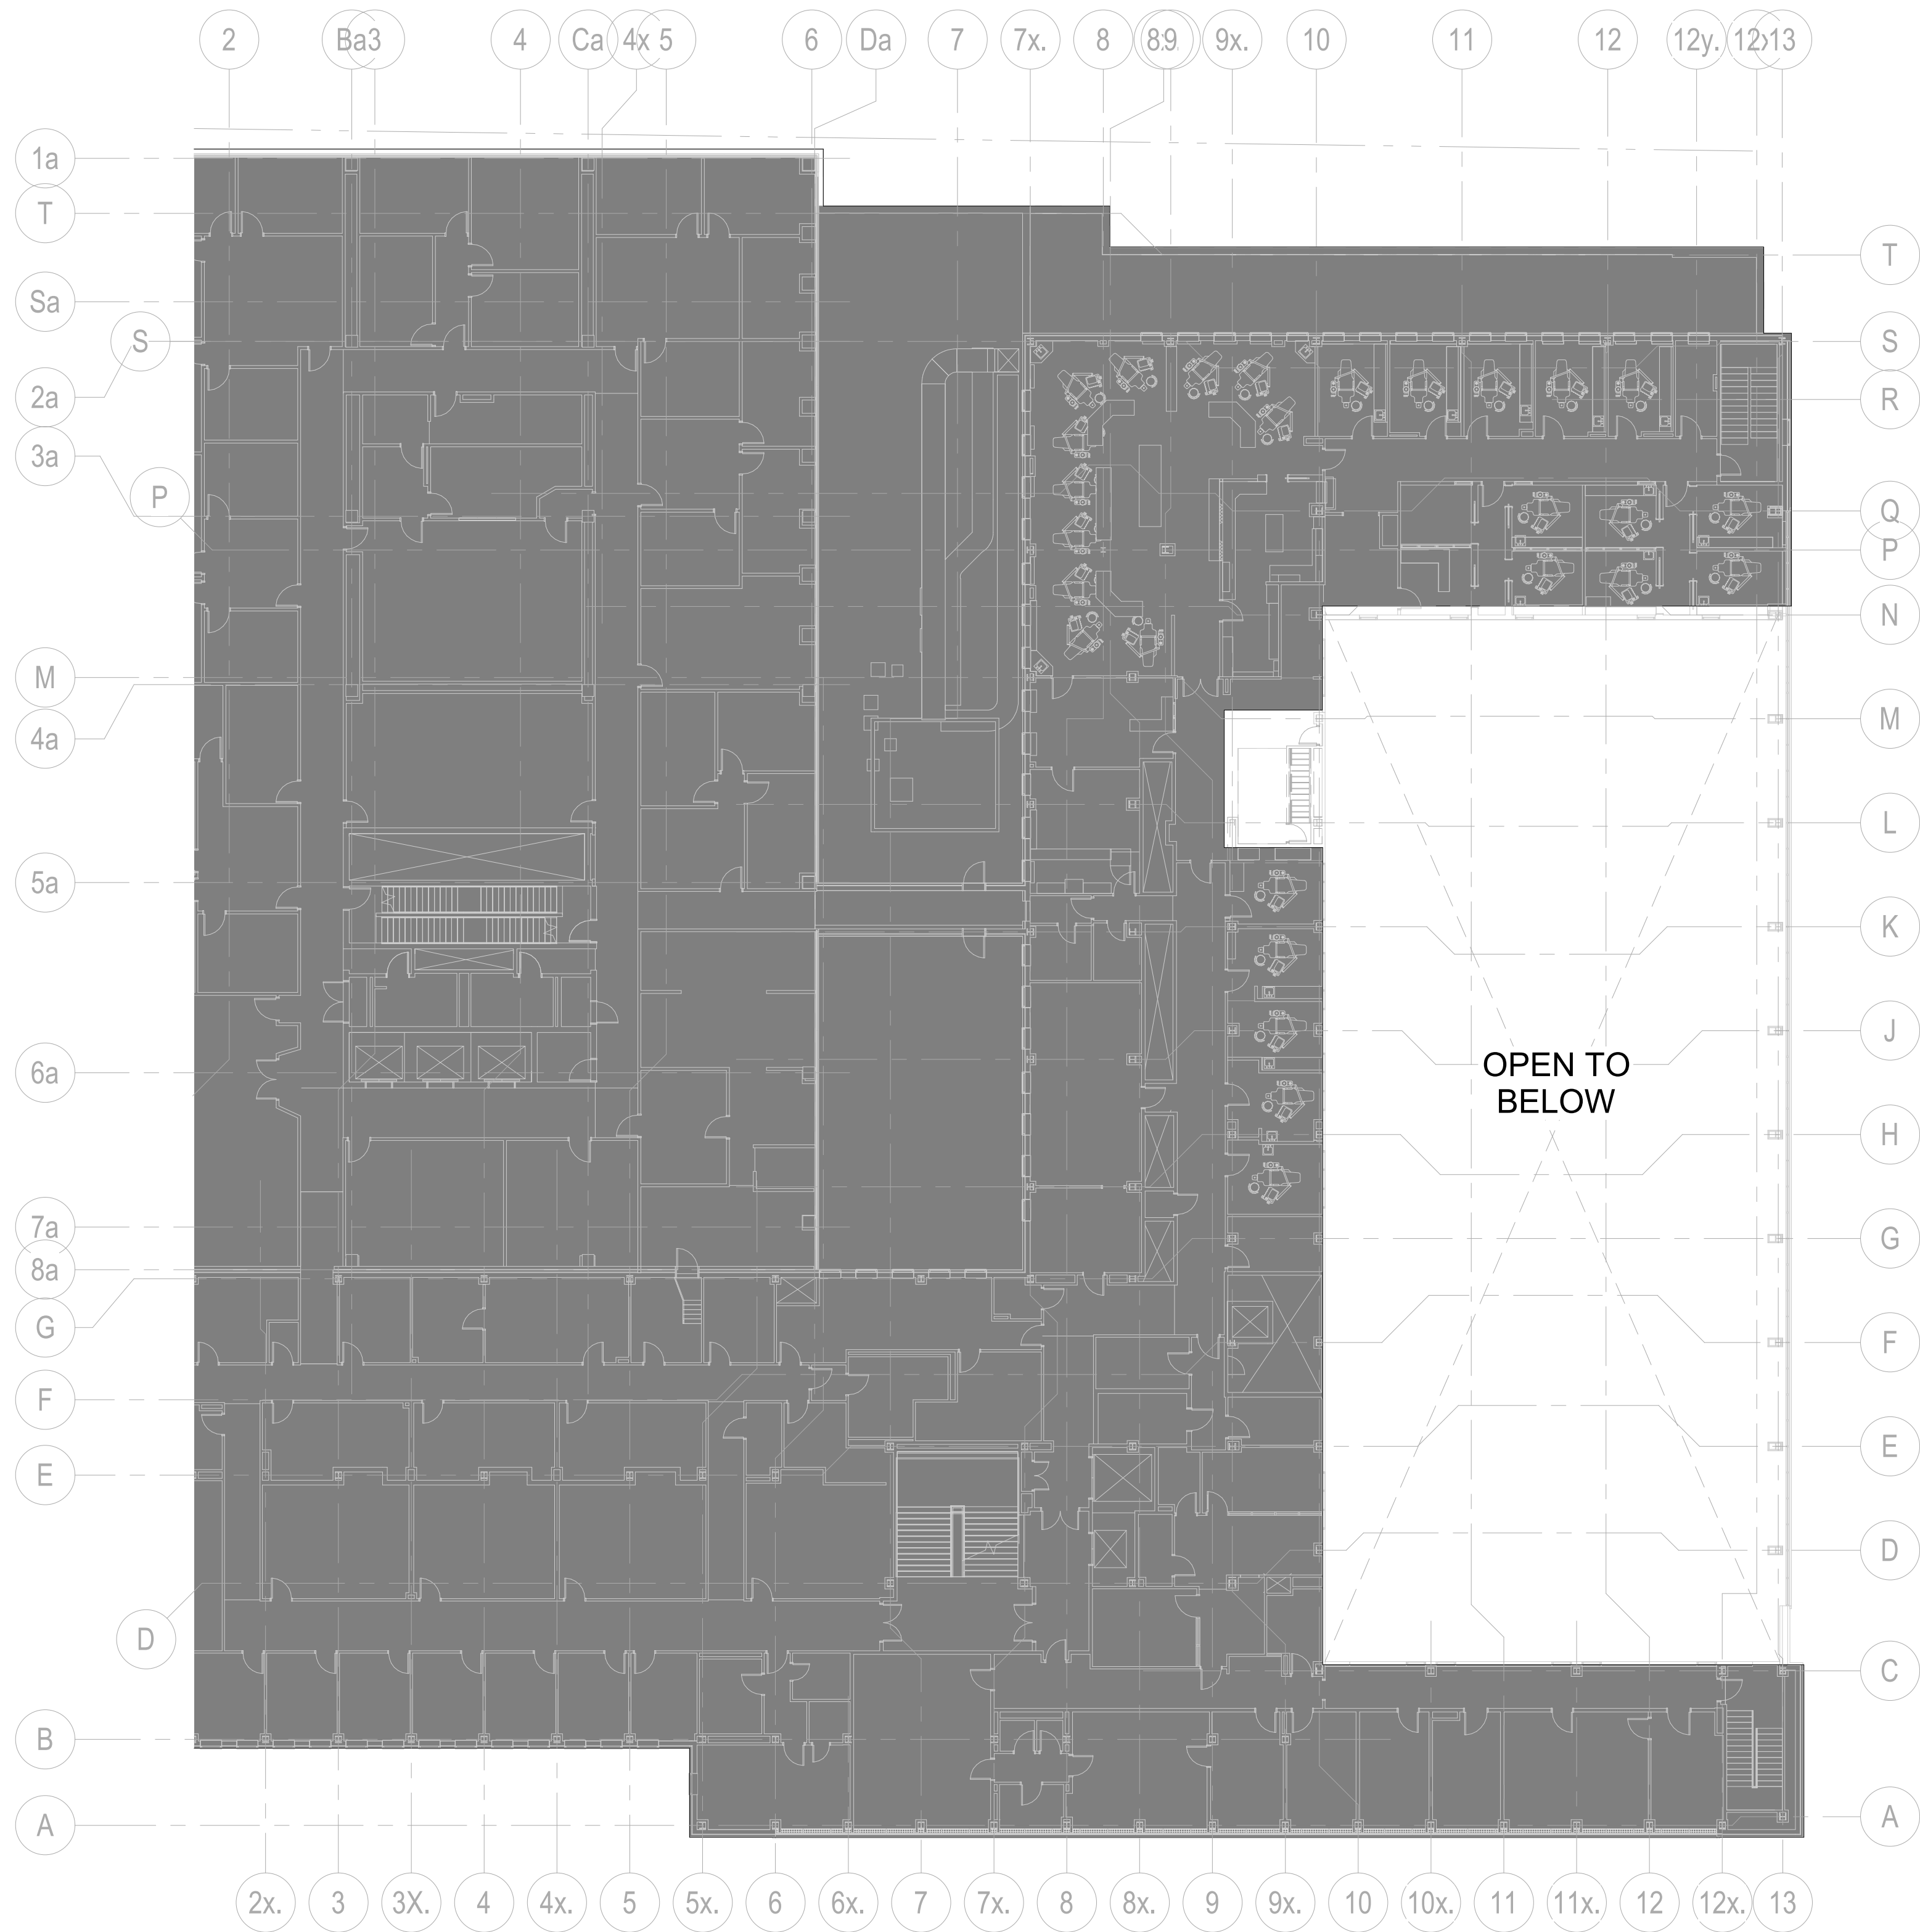 2
Ba3
4
Ca
4x
5
6
Da
7
7x.
8
9
9x.
10
11
12
12y.
13
1a
T
T
Sa
S
S
2a
R
3a
P
Q
P
N
M
4a
M
L
5a
K
J
6a
OPEN TO
BELOW
H
7a
G
8a
G
F
F
E
E
D
D
C
B
A
A
2x.
3
3X.
4
4x.
5
5x.
6
6x.
7
7x.
8
8x.
9
9x.
10
10x.
11
11x.
12
12x.
13